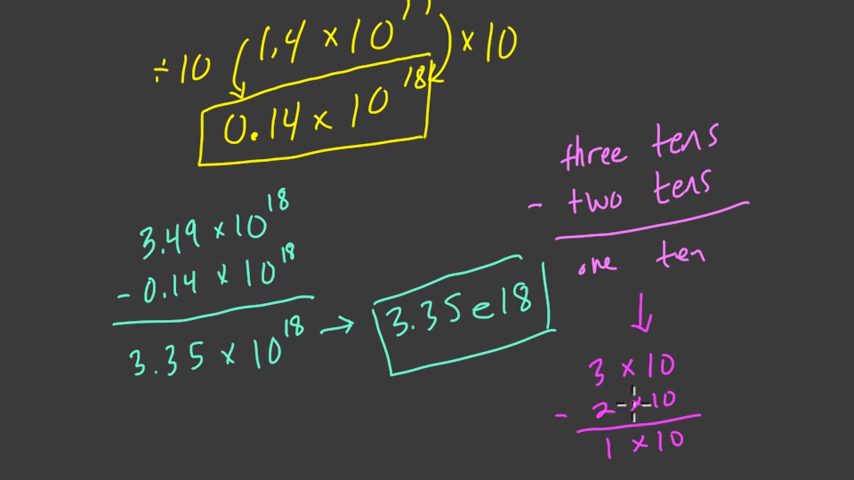 ÷10 1.4 × 10 × 10
0.14 × 10^18
3.49 × 10^18
- 0.14 × 10^18
3.35 × 10^18 → 3.35e18
three tens
- two tens
one ten
↓
3 × 10
- 2 × 10
1 × 10